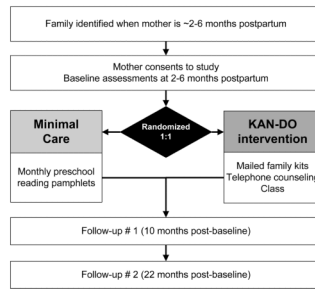 Family identified when mother is ~2-6 months postpartum
Mother consents to study
Baseline assessments at 2-6 months postpartum
Minimal
Care
Randomized
1:1
KAN-DO
intervention
Monthly preschool
reading pamphlets
Mailed family kits
Telephone counseling
Class
Follow-up # 1 (10 months post-baseline)
Follow-up # 2 (22 months post-baseline)